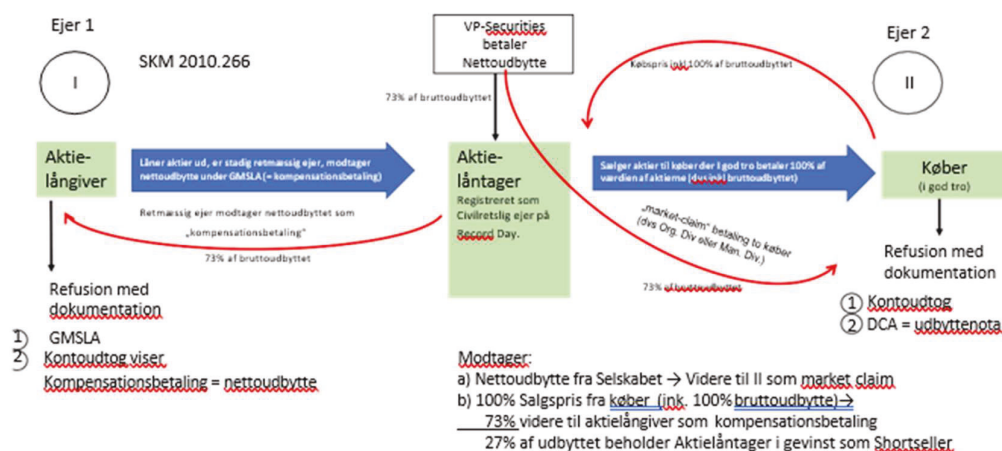 Ejer 1
I
SKM 2010.266
VP-Securities
betaler
Nettoudbytte
Ejer 2
II
Købspris inkl 100% af bruttoudbyttet
73% af bruttoudbyttet
Aktie-
långiver
Låner aktier ud, er stadig retmæssig ejer, modtager
nettoudbytte under GMSLA (= kompensationsbetaling)
Aktie-
låntager
Registreret som
Civilretslig ejer på
Record Day.
Sælger aktier til køber der I god tro betaler 100% af
værdien af aktierne (dvs inkl bruttoudbyttet)
Køber
(i god tro)
Retmæssig ejer modtager nettoudbyttet som
„kompensationsbetaling“
73% af bruttoudbyttet
„market-claim“ betaling to køber
(dvs Org. Div eller Man. Div.)
73% af bruttoudbyttet
Refusion med
dokumentation
1 GMSLA
2 Kontoudtog viser
Kompensationsbetaling = nettoudbytte
Refusion med
dokumentation
1 Kontoudtog
2 DCA = udbyttenota
Modtager:
a) Nettoudbytte fra Selskabet → Videre til II som market claim
b) 100% Salgspris fra køber (ink. 100% bruttoudbytte)→
73% videre til aktielångiver som kompensationsbetaling
27% af udbyttet beholder Aktielåntager i gevinst som Shortseller